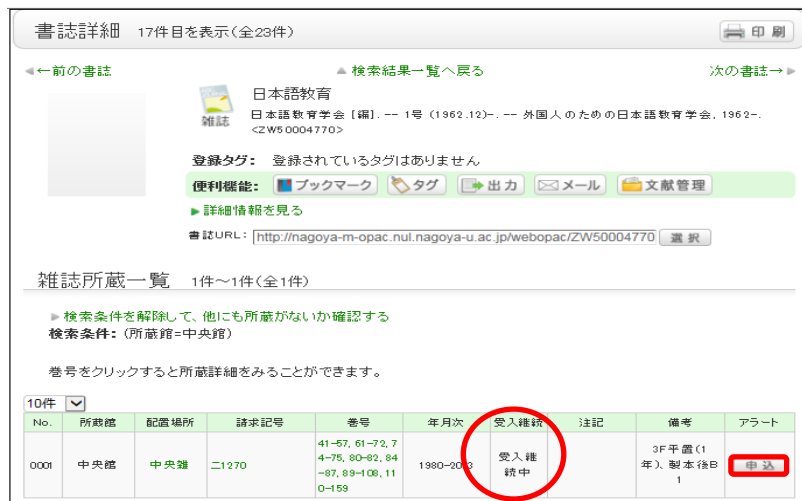 書誌詳細 17件目を表示(全23件)
印刷
←前の書誌
検索結果一覧へ戻る
次の書誌→
日本語教育
雑誌
日本語教育学会 [編]. -- 1号 (1962.12)-. -- 外国人のための日本語教育学会, 1962-.
<ZW50004770>
登録タグ: 登録されているタグはありません
便利機能: ブックマーク タグ 出力 メール 文献管理
詳細情報を見る
書誌URL: http://nagoya-m-opac.nul.nagoya-u.ac.jp/webopac/ZW50004770 選択
雑誌所蔵一覧 1件～1件(全1件)
検索条件を解除して、他にも所蔵がないか確認する
検索条件: (所蔵館=中央館)
巻号をクリックすると所蔵詳細をみることができます。
10件
No. 所蔵館 配置場所 請求記号 巻号 年月次 受入継続 注記 備考 アラート
0001 中央館 中央雑 ニ1270
41-57, 61-72, 7
4-75, 80-82, 84
-87, 89-108, 11
0-159
1980-2013
受入継
続中
3F平置(1
年)、製本後B
1
申込